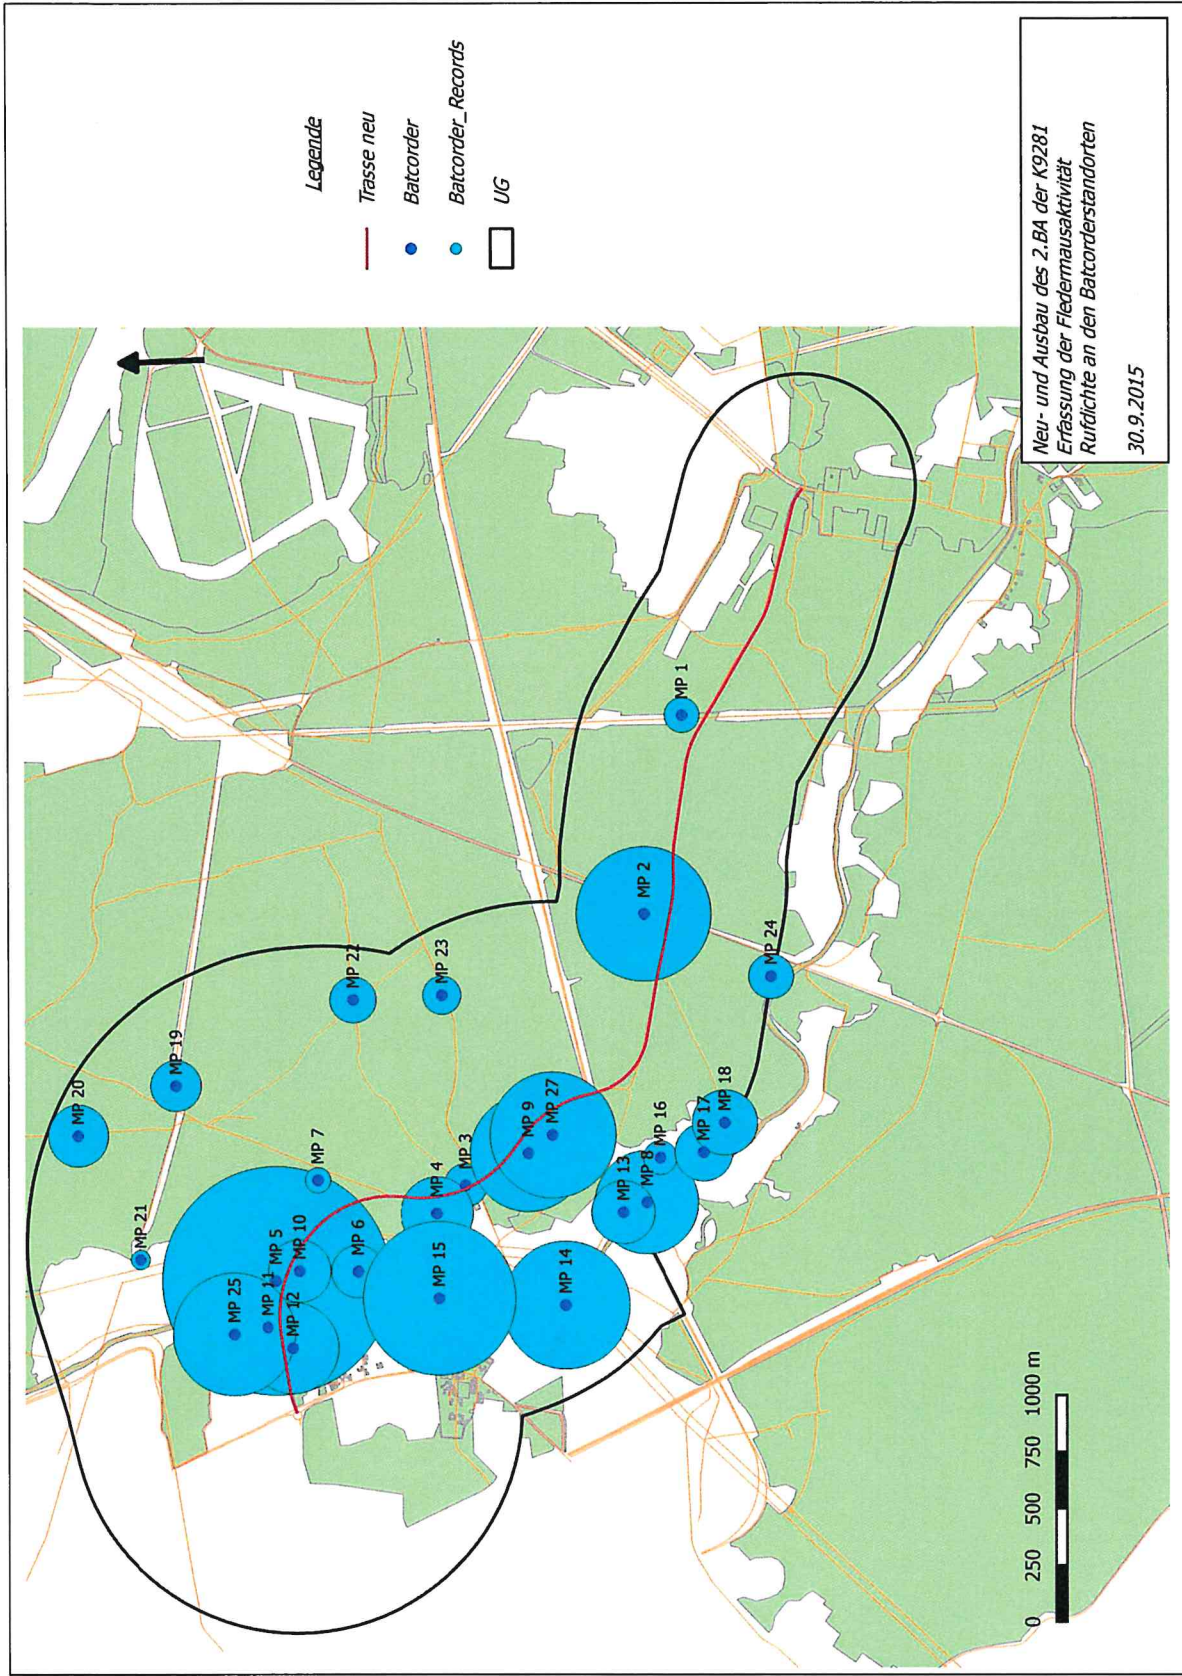 Legende
Trasse neu
Batcorder
Batcorder_Records
UG
MP 20
MP 19
MP 21
MP 22
MP 23
MP 7
MP 5
MP 10
MP 25
MP 11
MP 12
MP 6
MP 3
MP 4
MP 15
MP 9
MP 27
MP 14
MP 2
MP 1
MP 24
MP 16
MP 13
MP 8
MP 17
MP 18
0 250 500 750 1000 m
Neu- und Ausbau des 2.BA der K9281
Erfassung der Fledermausaktivität
Rufdichte an den Batcorderstandorten
30.9.2015